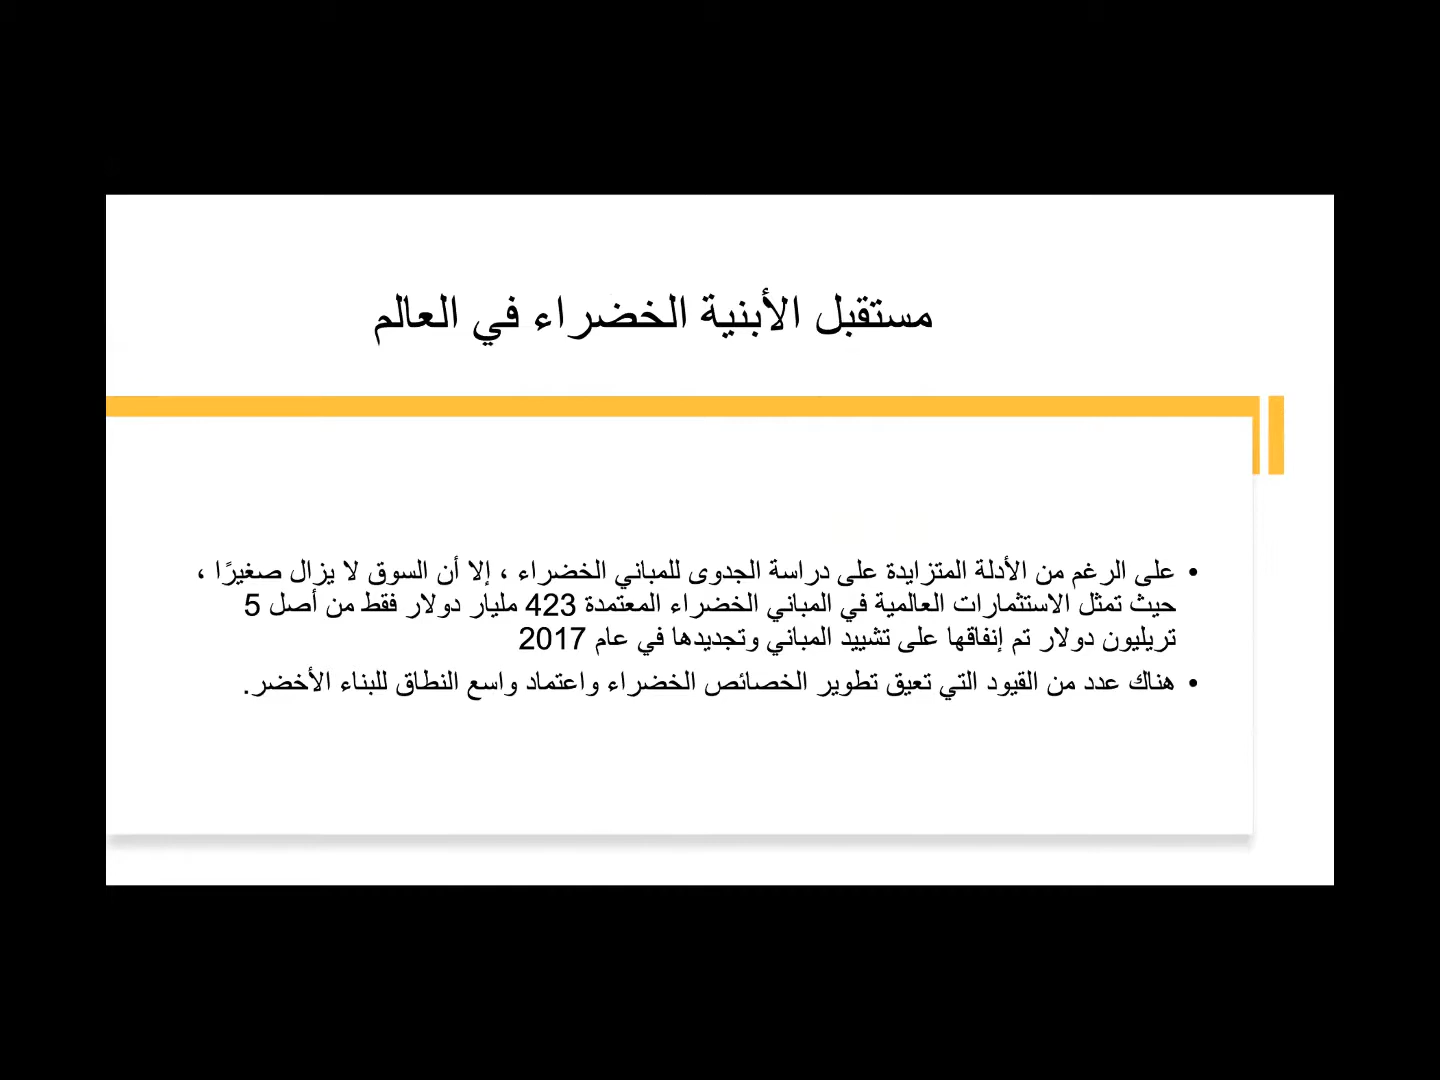 مستقبل الأبنية الخضراء في العالم
• على الرغم من الأدلة المتزايدة على دراسة الجدوى للمباني الخضراء ، إلا أن السوق لا يزال صغيرًا ،
حيث تمثل الاستثمارات العالمية في المباني الخضراء المعتمدة 423 مليار دولار فقط من أصل 5
تريليون دولار تم إنفاقها على تشييد المباني وتجديدها في عام 2017
• هناك عدد من القيود التي تعيق تطوير الخصائص الخضراء واعتماد واسع النطاق للبناء الأخضر.